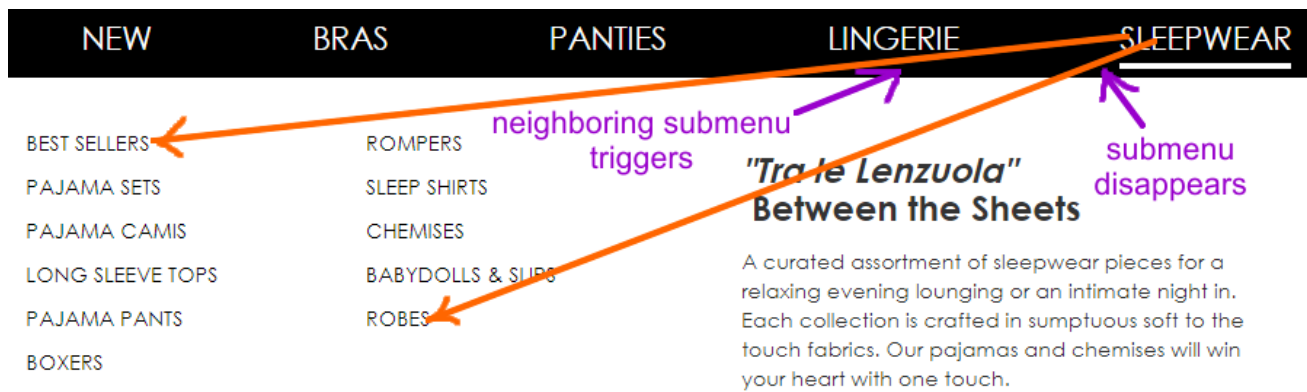 NEW BRAS PANTIES LINGERIE SLEEPWEAR
neighboring submenu
triggers
submenu
disappears
BEST SELLERS
PAJAMA SETS
PAJAMA CAMIS
LONG SLEEVE TOPS
PAJAMA PANTS
BOXERS
ROMPERS
SLEEP SHIRTS
CHEMISES
BABYDOLLS & SLIPS
ROBES
"Tra le Lenzuola"
Between the Sheets
A curated assortment of sleepwear pieces for a
relaxing evening lounging or an intimate night in.
Each collection is crafted in sumptuous soft to the
touch fabrics. Our pajamas and chemises will win
your heart with one touch.